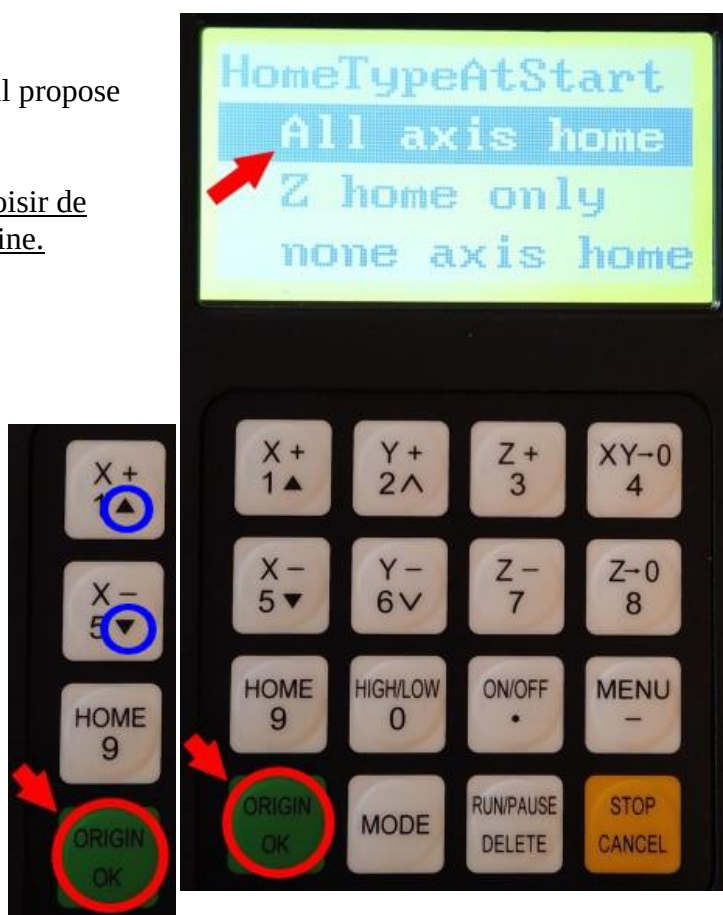 l propose
oisir de
ine.
HomeTypeAtStart
All axis home
Z home only
none axis home
X +
1 ▲
X −
5 ▼
HOME
9
ORIGIN
OK
X + Y + Z + XY→0
1 ▲ 2 ∧ 3 4
X − Y − Z − Z→0
5 ▼ 6 ∨ 7 8
HOME HIGH/LOW ON/OFF MENU
9 0 • −
ORIGIN MODE RUN/PAUSE STOP
OK DELETE CANCEL